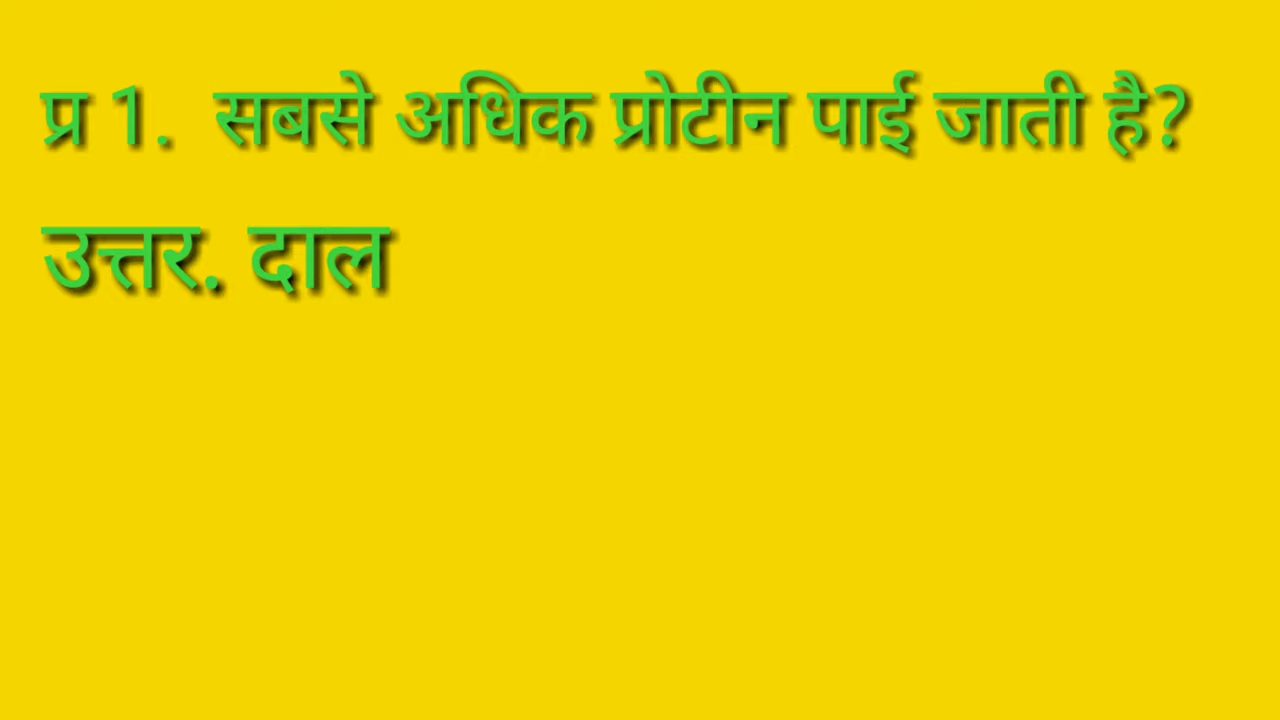 प्र 1. सबसे अधिक प्रोटीन पाई जाती है?
उत्तर. दाल